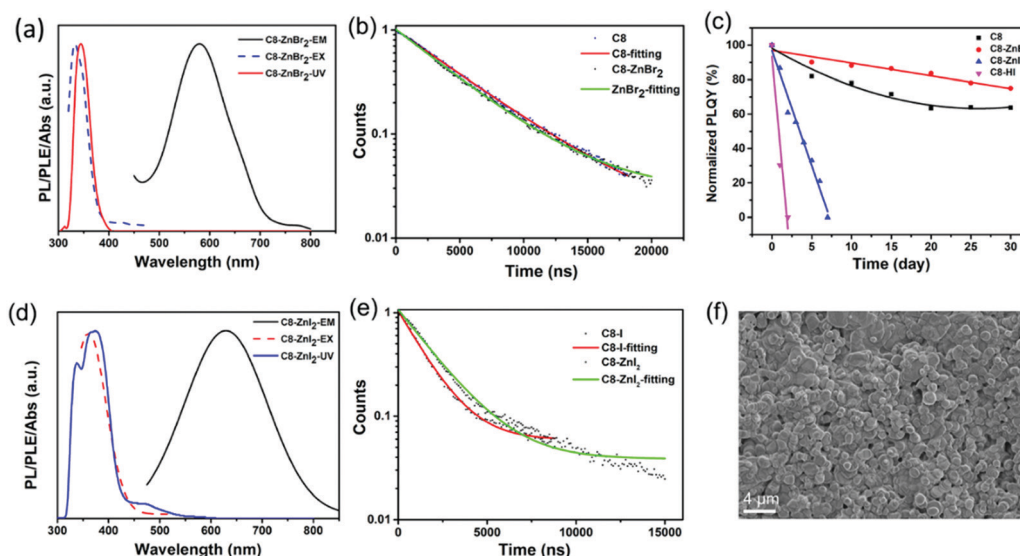 (a)
C8-ZnBr2-EM
C8-ZnBr2-EX
C8-ZnBr2-UV
PL/PLE/Abs (a.u.)
300 400 500 600 700 800
Wavelength (nm)
(b)
C8
C8-fitting
C8-ZnBr2
ZnBr2-fitting
Counts
1
0.1
0.01
0 5000 10000 15000 20000
Time (ns)
(c)
C8
C8-HI
Normalized PLQY (%)
100
80
60
40
20
0
0 5 10 15 20 25 30
Time (day)
(d)
C8-ZnI2-EM
C8-ZnI2-EX
C8-ZnI2-UV
PL/PLE/Abs (a.u.)
300 400 500 600 700 800
Wavelength (nm)
(e)
C8-I
C8-I-fitting
C8-ZnI2
C8-ZnI2-fitting
Counts
1
0.1
0.01
0 5000 10000 15000
Time (ns)
(f)
4 μm